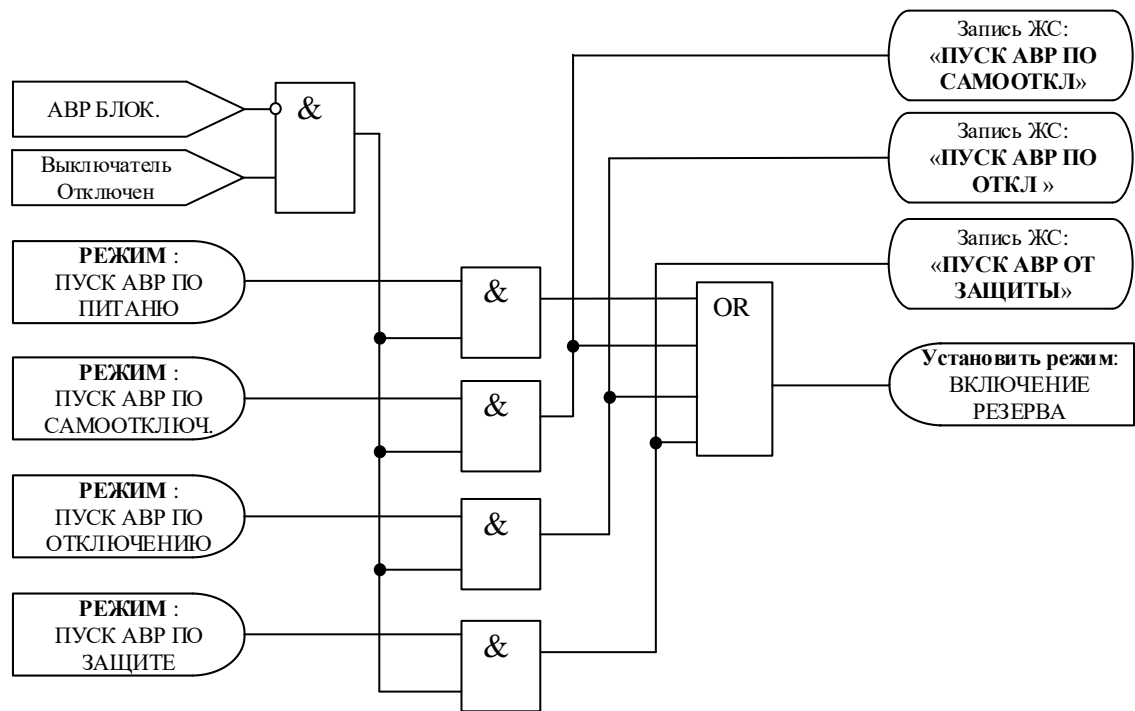 АВР БЛОК.
Выключатель
Отключен
&
РЕЖИМ :
ПУСК АВР ПО
ПИТАНЮ
РЕЖИМ :
ПУСК АВР ПО
САМООТКЛЮЧ.
РЕЖИМ :
ПУСК АВР ПО
ОТКЛЮЧЕНИЮ
РЕЖИМ :
ПУСК АВР ПО
ЗАЩИТЕ
&
&
&
&
OR
Запись ЖС:
«ПУСК АВР ПО
САМООТКЛ»
Запись ЖС:
«ПУСК АВР ПО
ОТКЛ »
Запись ЖС:
«ПУСК АВР ОТ
ЗАЩИТЫ»
Установить режим:
ВКЛЮЧЕНИЕ
РЕЗЕРВА